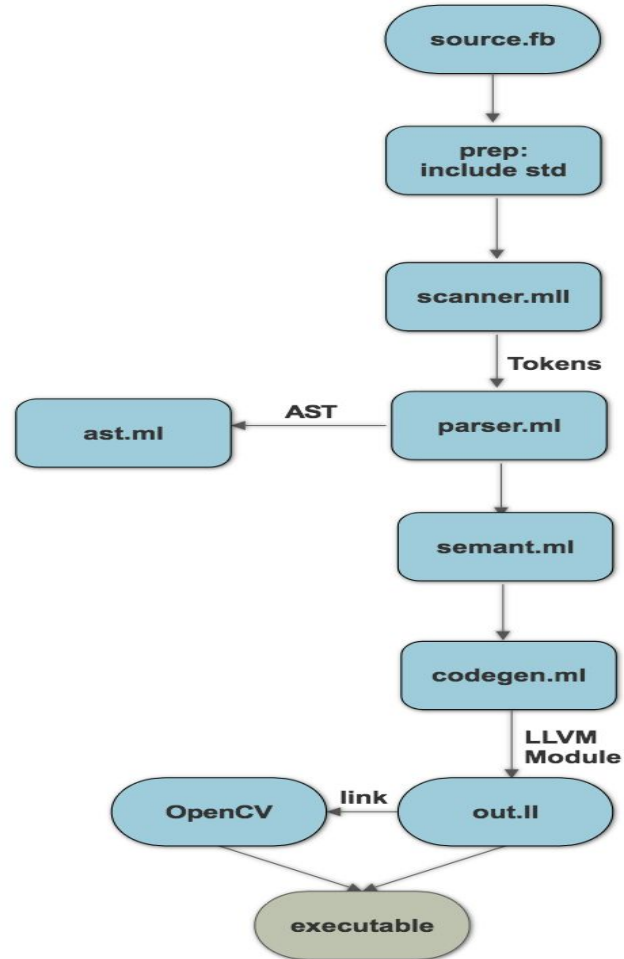 source.fb
prep:
include std
scanner.mll
Tokens
AST
ast.ml
parser.ml
semant.ml
codegen.ml
LLVM
Module
link
OpenCV
out.ll
executable